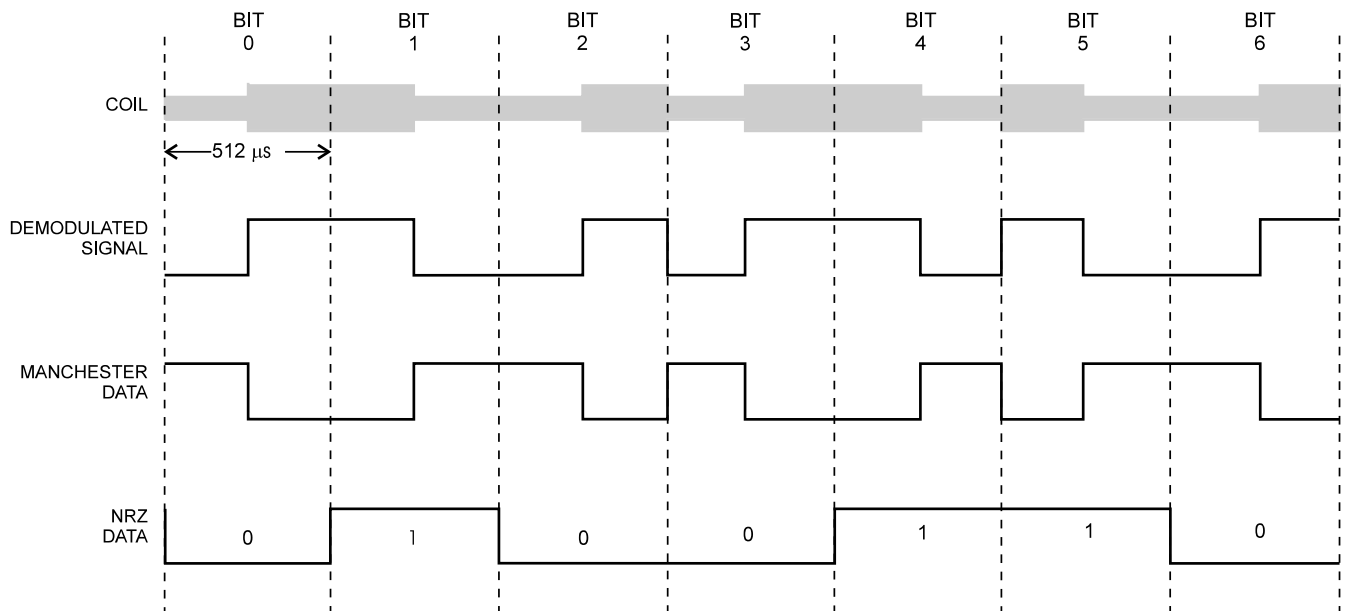 BIT BIT BIT BIT BIT BIT BIT
0 1 2 3 4 5 6
COIL
512 μs
DEMODULATED
SIGNAL
MANCHESTER
DATA
NRZ
DATA
0 1 0 0 1 1 0